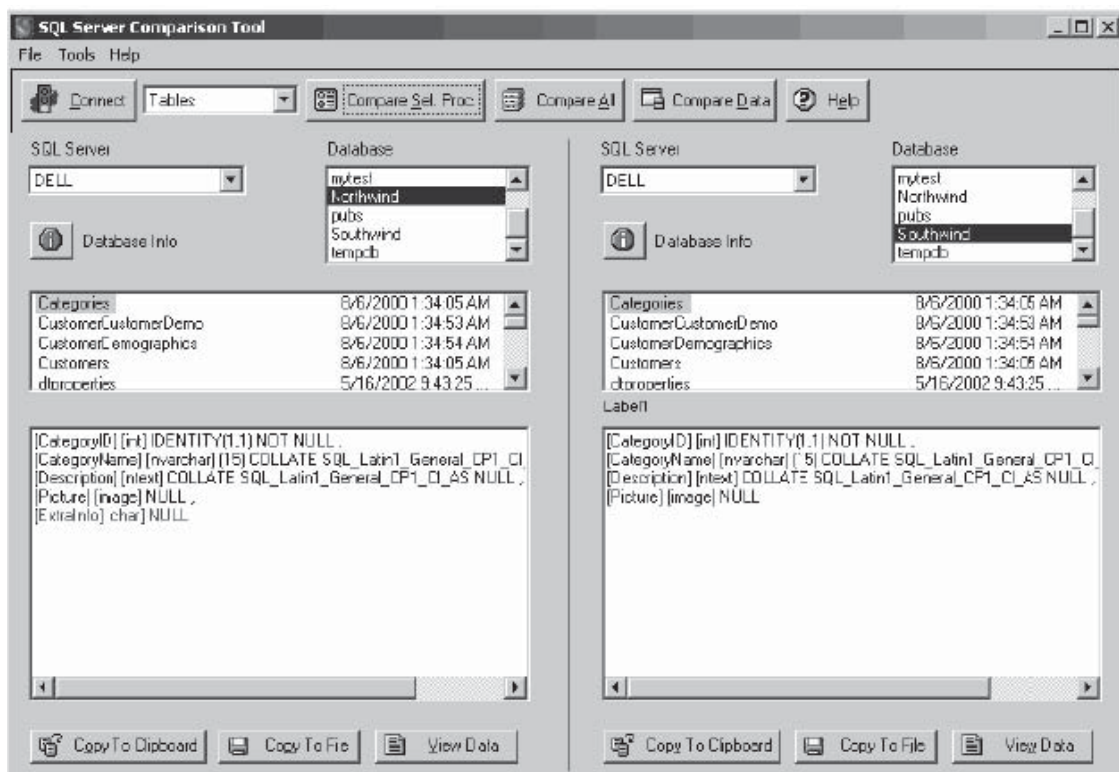 SQL Server Comparison Tool
File Tools Help
Connect Tables Compare Sel. Proc. Compare All Compare Data Help
SQL Server Database
DELL
mytest
Northwind
pubs
Southwind
tempdb
Database Info
Categories 8/6/2000 1:34:05 AM
CustomerCustomerDemo 8/6/2000 1:34:53 AM
CustomerDemographics 8/6/2000 1:34:54 AM
Customers 8/6/2000 1:34:05 AM
dtproperties 5/16/2002 9:43:25 ...
[CategoryID] [int] IDENTITY(1,1) NOT NULL ,
[CategoryName] [nvarchar] (15) COLLATE SQL_Latin1_General_CP1_CI_
[Description] [ntext] COLLATE SQL_Latin1_General_CP1_CI_AS NULL ,
[Picture] [image] NULL ,
[ExtraInfo] [char] NULL
Copy To Clipboard Copy To File View Data
SQL Server Database
DELL
mytest
Northwind
pubs
Southwind
tempdb
Database Info
Categories 8/6/2000 1:34:05 AM
CustomerCustomerDemo 8/6/2000 1:34:53 AM
CustomerDemographics 8/6/2000 1:34:54 AM
Customers 8/6/2000 1:34:05 AM
dtproperties 5/16/2002 9:43:25 ...
Label1
[CategoryID] [int] IDENTITY(1,1) NOT NULL ,
[CategoryName] [nvarchar] (15) COLLATE SQL_Latin1_General_CP1_CI_
[Description] [ntext] COLLATE SQL_Latin1_General_CP1_CI_AS NULL ,
[Picture] [image] NULL
Copy To Clipboard Copy To File View Data